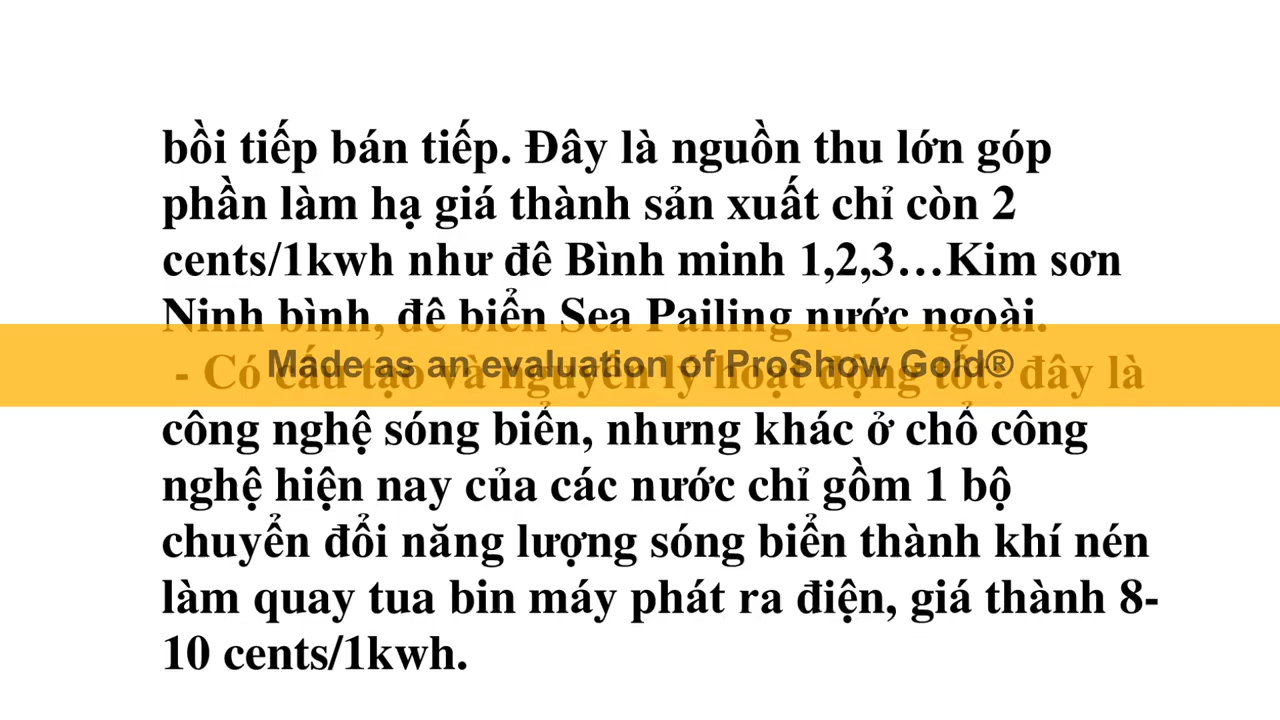 bồi tiếp bán tiếp. Đây là nguồn thu lớn góp
phần làm hạ giá thành sản xuất chỉ còn 2
cents/1kwh như đê Bình minh 1,2,3…Kim sơn
Ninh bình, đê biển Sea Pailing nước ngoài.
- Có cấu tạo và nguyên lý hoạt động tốt: đây là
Made as an evaluation of ProShow Gold®
công nghệ sóng biển, nhưng khác ở chổ công
nghệ hiện nay của các nước chỉ gồm 1 bộ
chuyển đổi năng lượng sóng biển thành khí nén
làm quay tua bin máy phát ra điện, giá thành 8-
10 cents/1kwh.